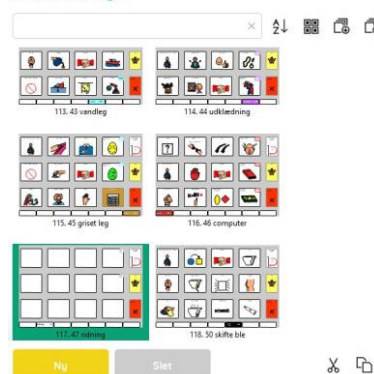 113. 43 vandleg
114. 44 udklædning
115. 45 griset leg
116. 46 computer
117. 47 ridning
118. 50 skifte ble
Ny
Slet